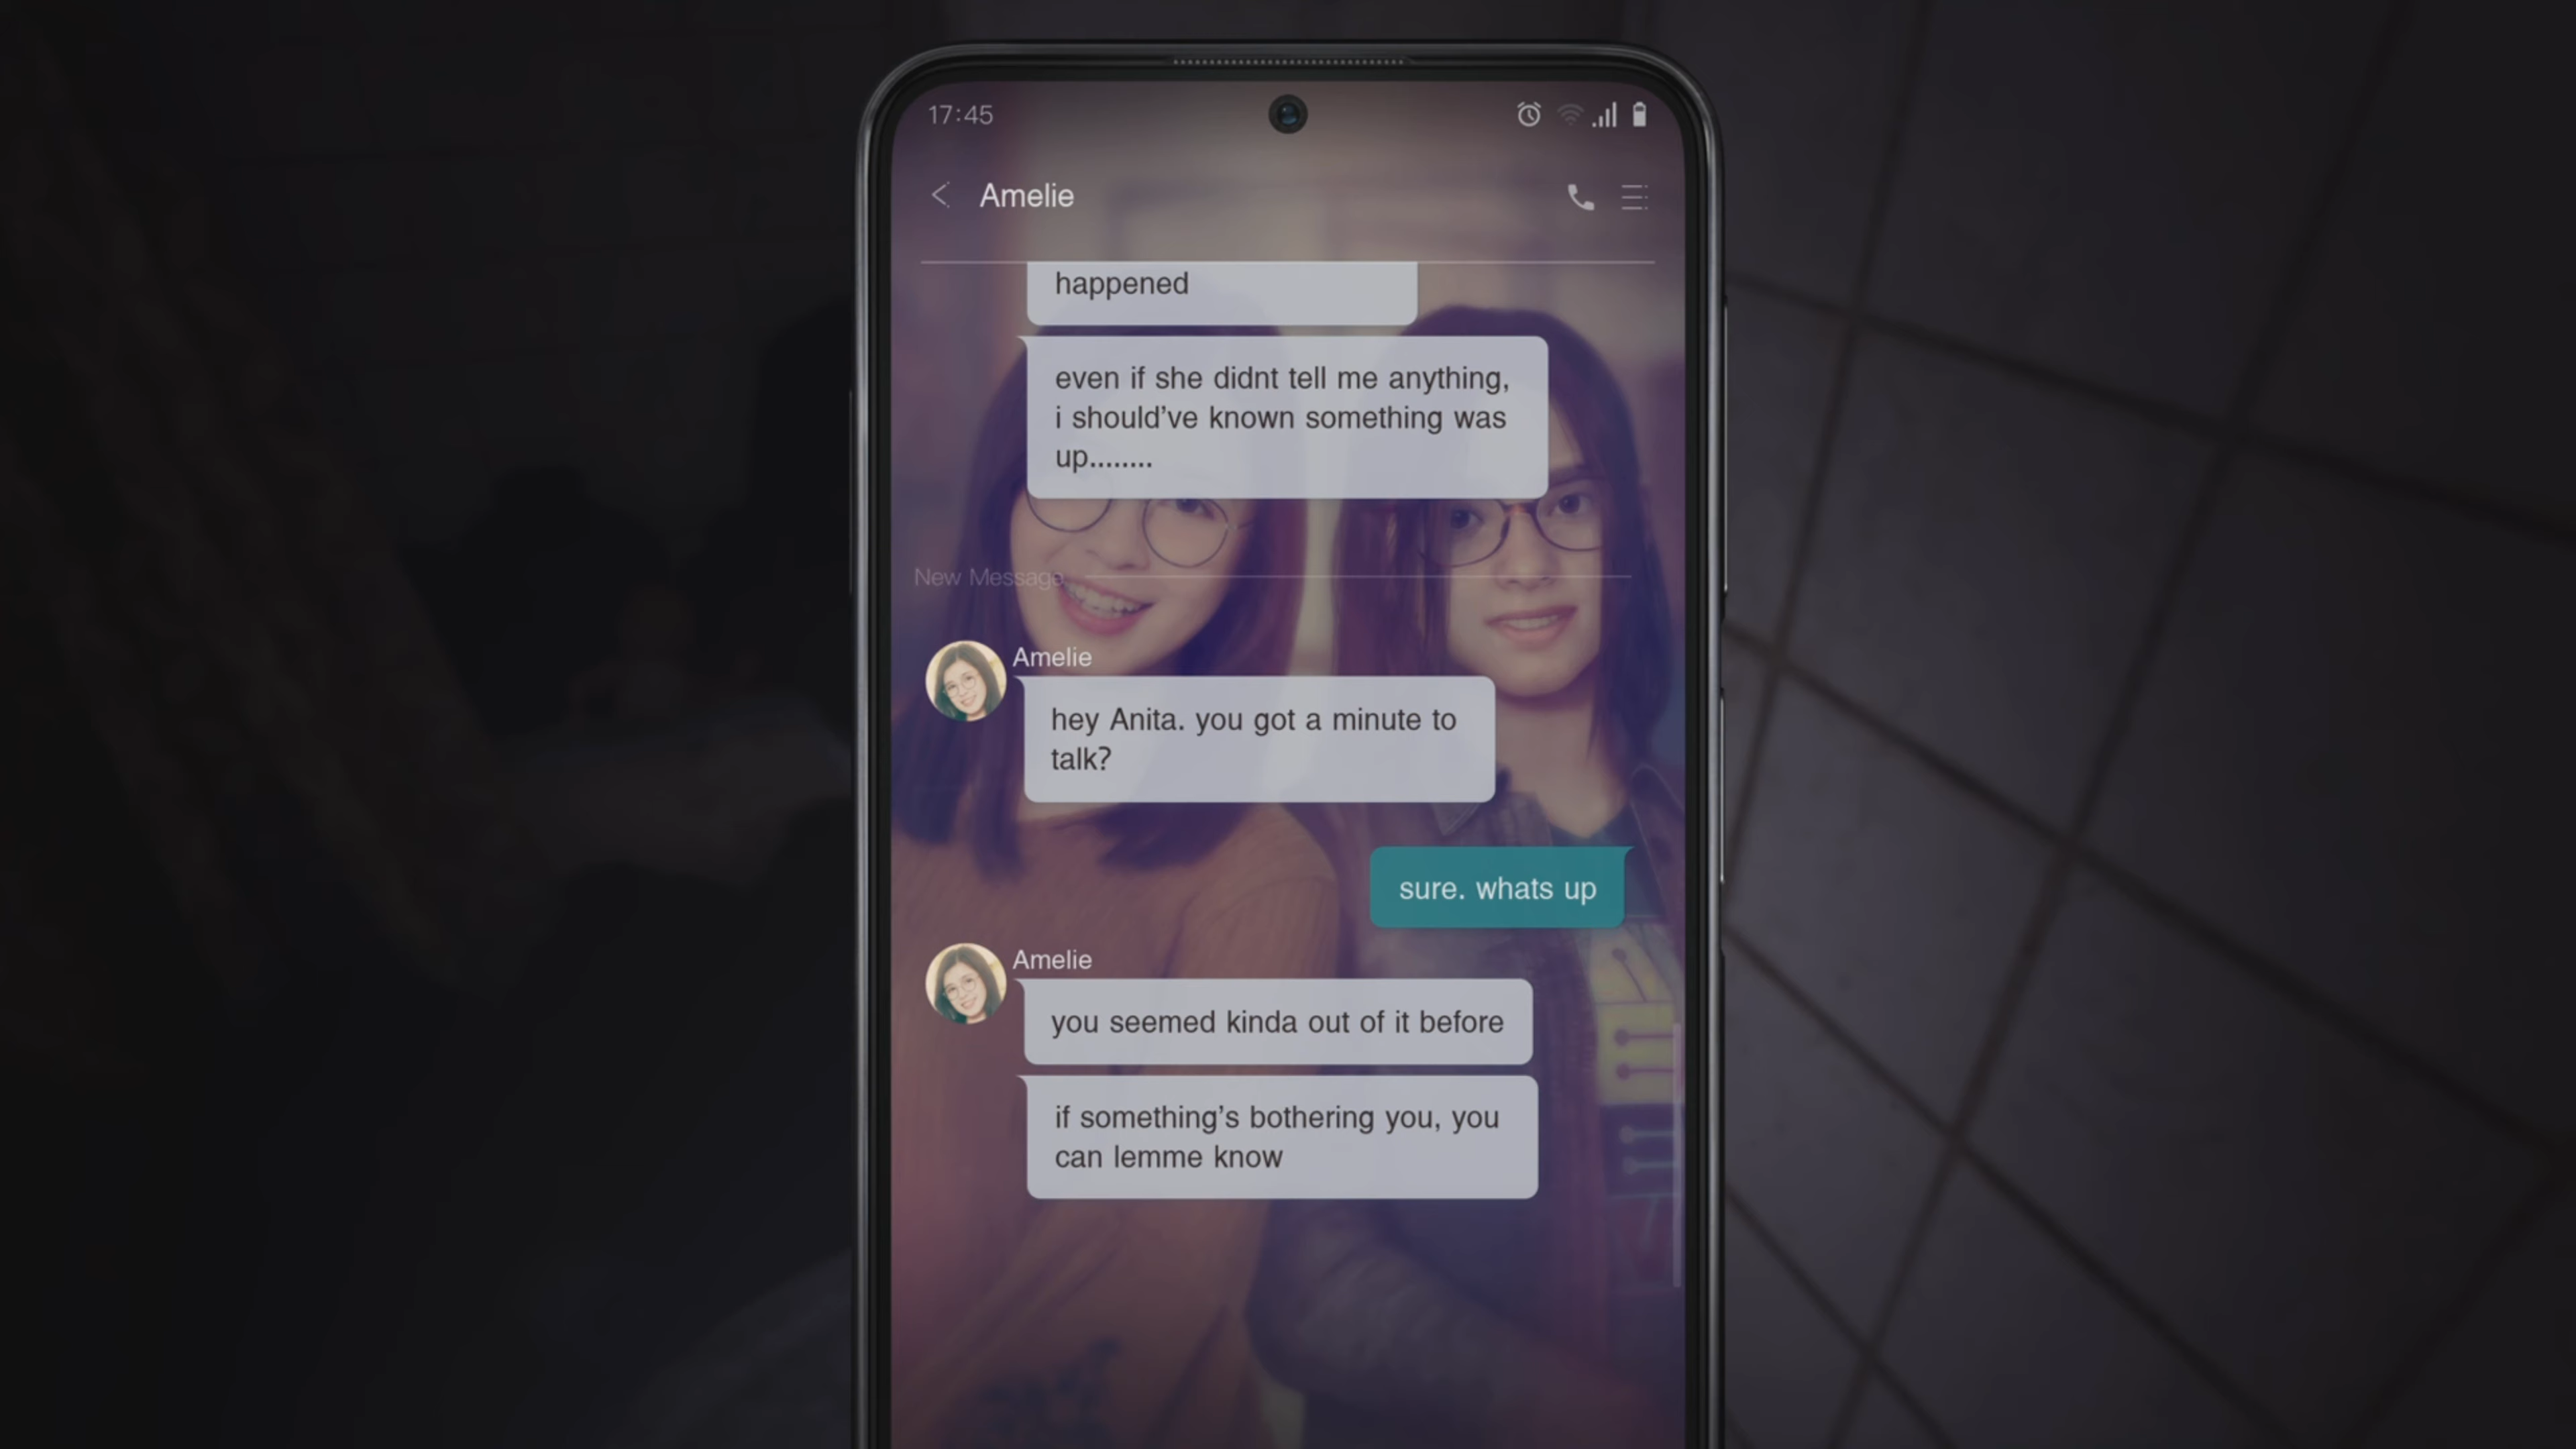 17:45
Amelie
happened
even if she didnt tell me anything,
i should’ve known something was
up........
New Message
Amelie
hey Anita. you got a minute to
talk?
sure. whats up
Amelie
you seemed kinda out of it before
if something’s bothering you, you
can lemme know